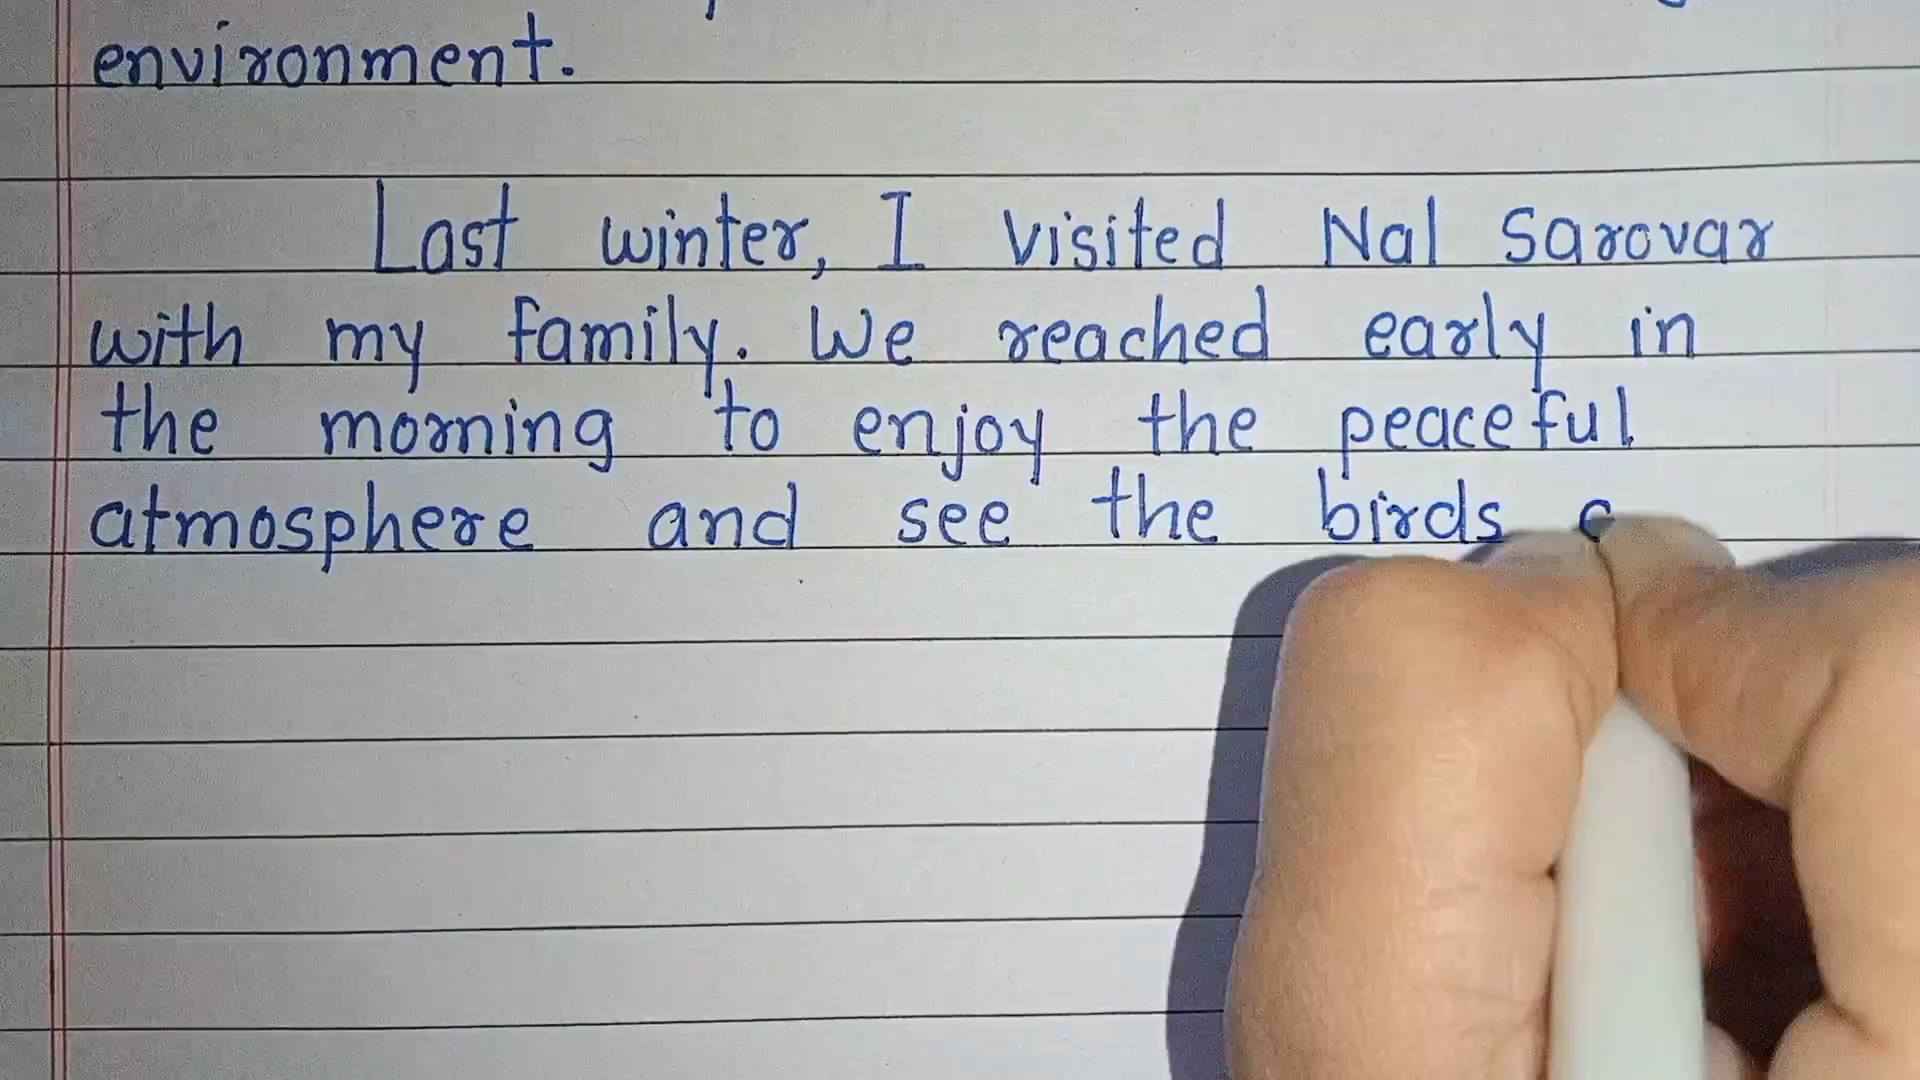 environment.
Last winter, I visited Nal Sarovar
with my family. We reached early in
the morning to enjoy the peaceful
atmosphere and see the birds